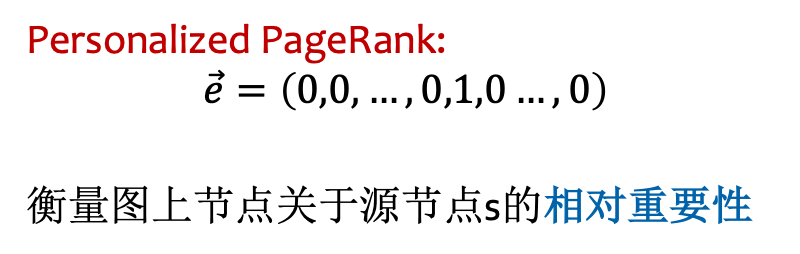 Personalized PageRank:
e⃗ = (0,0, … , 0,1,0 … , 0)
衡量图上节点关于源节点s的相对重要性